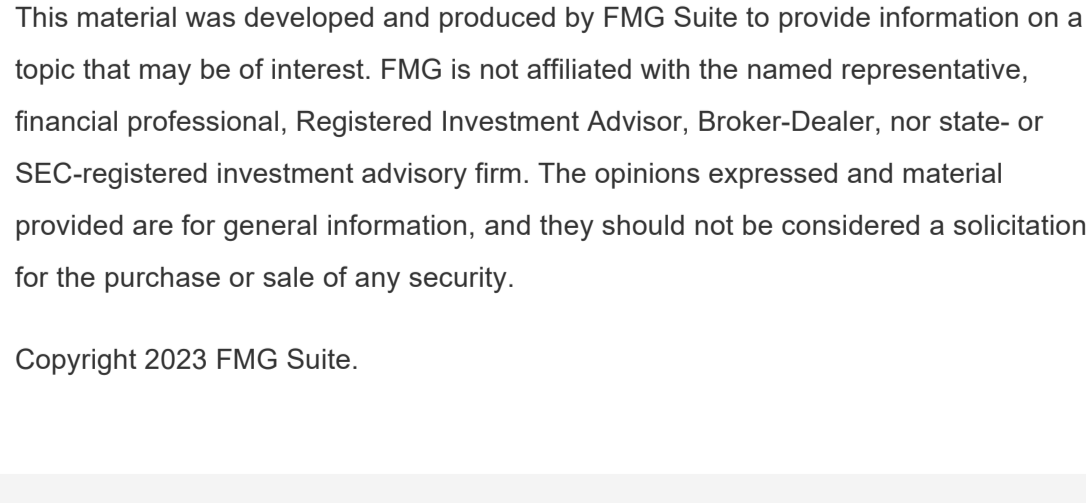 This material was developed and produced by FMG Suite to provide information on a
topic that may be of interest. FMG is not affiliated with the named representative,
financial professional, Registered Investment Advisor, Broker-Dealer, nor state- or
SEC-registered investment advisory firm. The opinions expressed and material
provided are for general information, and they should not be considered a solicitation
for the purchase or sale of any security.
Copyright 2023 FMG Suite.